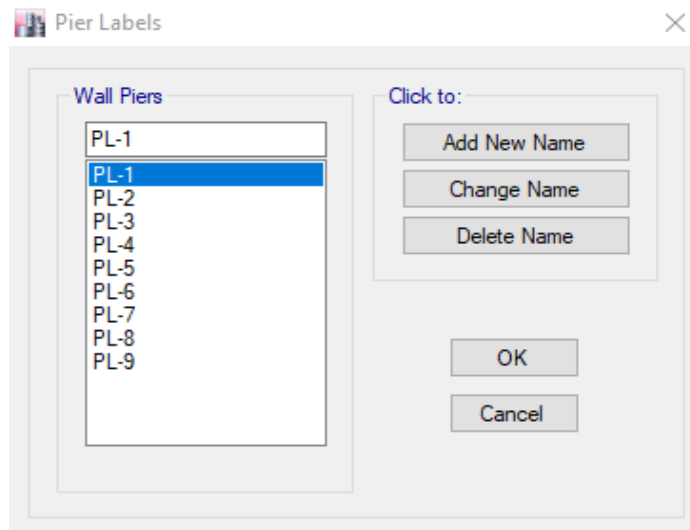 Pier Labels
Wall Piers
PL-1
PL-1
PL-2
PL-3
PL-4
PL-5
PL-6
PL-7
PL-8
PL-9
Click to:
Add New Name
Change Name
Delete Name
OK
Cancel